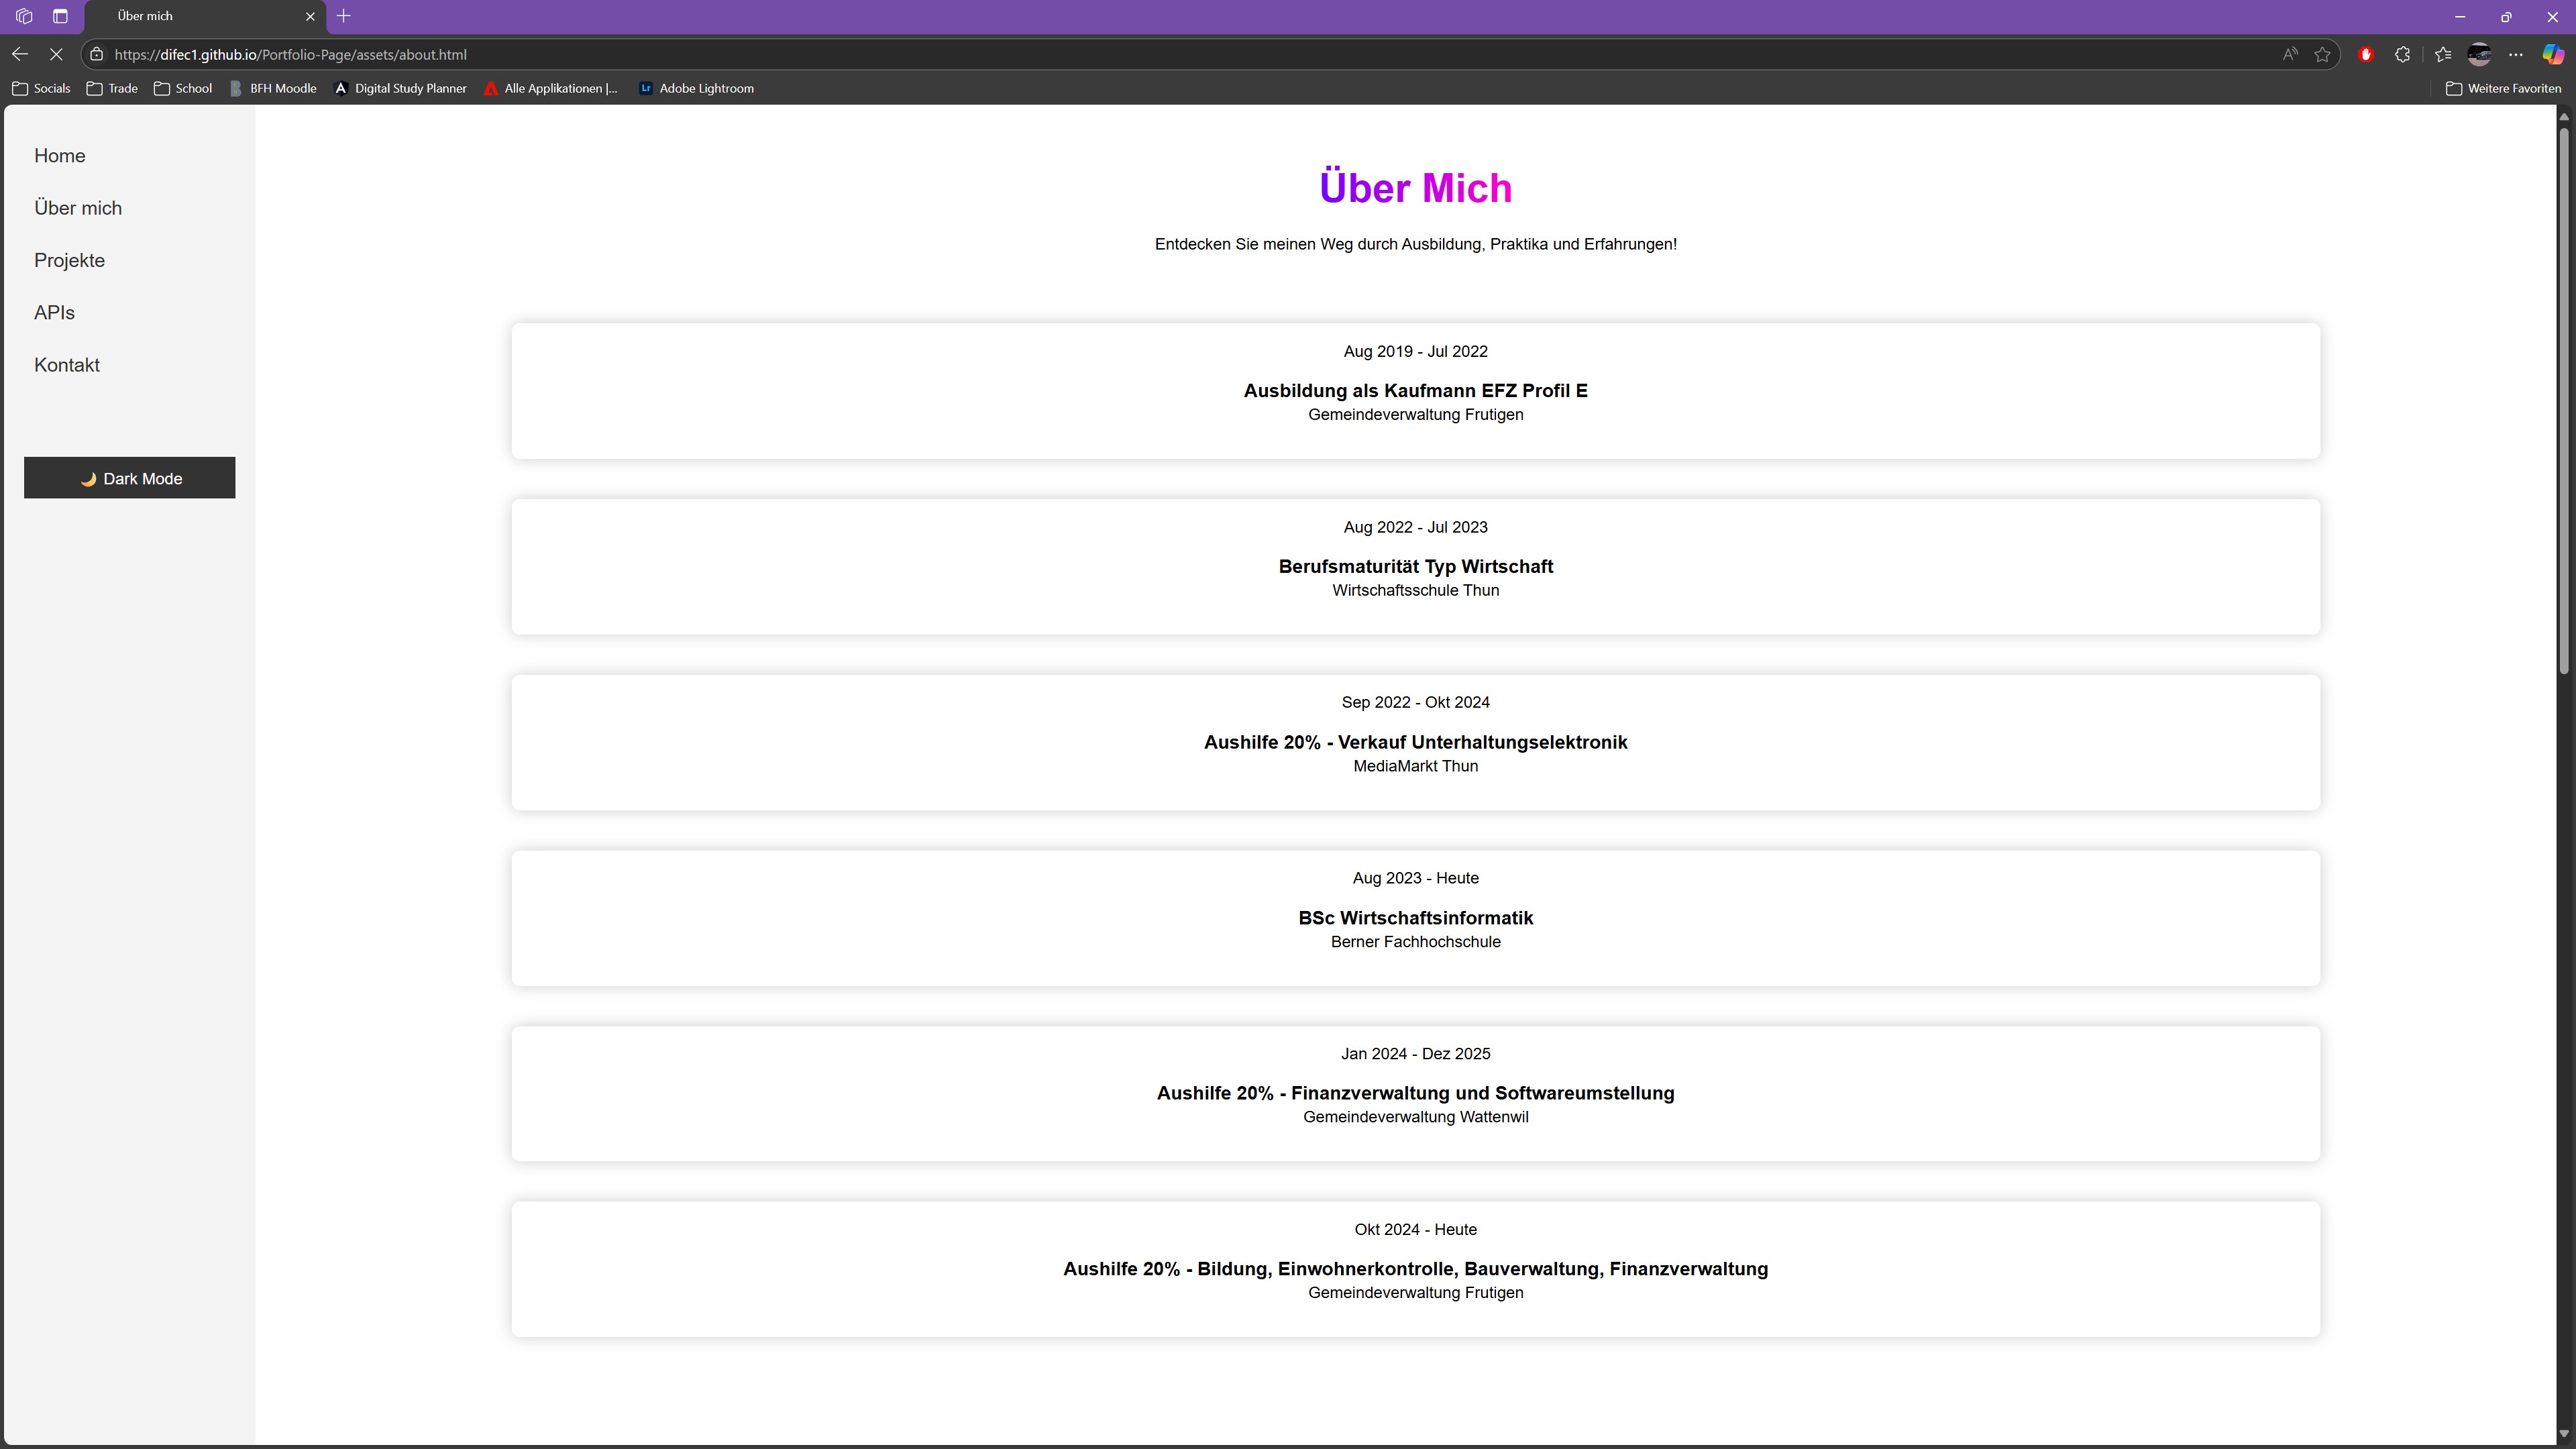 Über mich
https://difec1.github.io/Portfolio-Page/assets/about.html
Socials
Trade
School
BFH Moodle
Digital Study Planner
Alle Applikationen |...
Lr
Adobe Lightroom
Weitere Favoriten
Home
Über mich
Projekte
APIs
Kontakt
🌙 Dark Mode
Über Mich
Entdecken Sie meinen Weg durch Ausbildung, Praktika und Erfahrungen!
Aug 2019 - Jul 2022
Ausbildung als Kaufmann EFZ Profil E
Gemeindeverwaltung Frutigen
Aug 2022 - Jul 2023
Berufsmaturität Typ Wirtschaft
Wirtschaftsschule Thun
Sep 2022 - Okt 2024
Aushilfe 20% - Verkauf Unterhaltungselektronik
MediaMarkt Thun
Aug 2023 - Heute
BSc Wirtschaftsinformatik
Berner Fachhochschule
Jan 2024 - Dez 2025
Aushilfe 20% - Finanzverwaltung und Softwareumstellung
Gemeindeverwaltung Wattenwil
Okt 2024 - Heute
Aushilfe 20% - Bildung, Einwohnerkontrolle, Bauverwaltung, Finanzverwaltung
Gemeindeverwaltung Frutigen